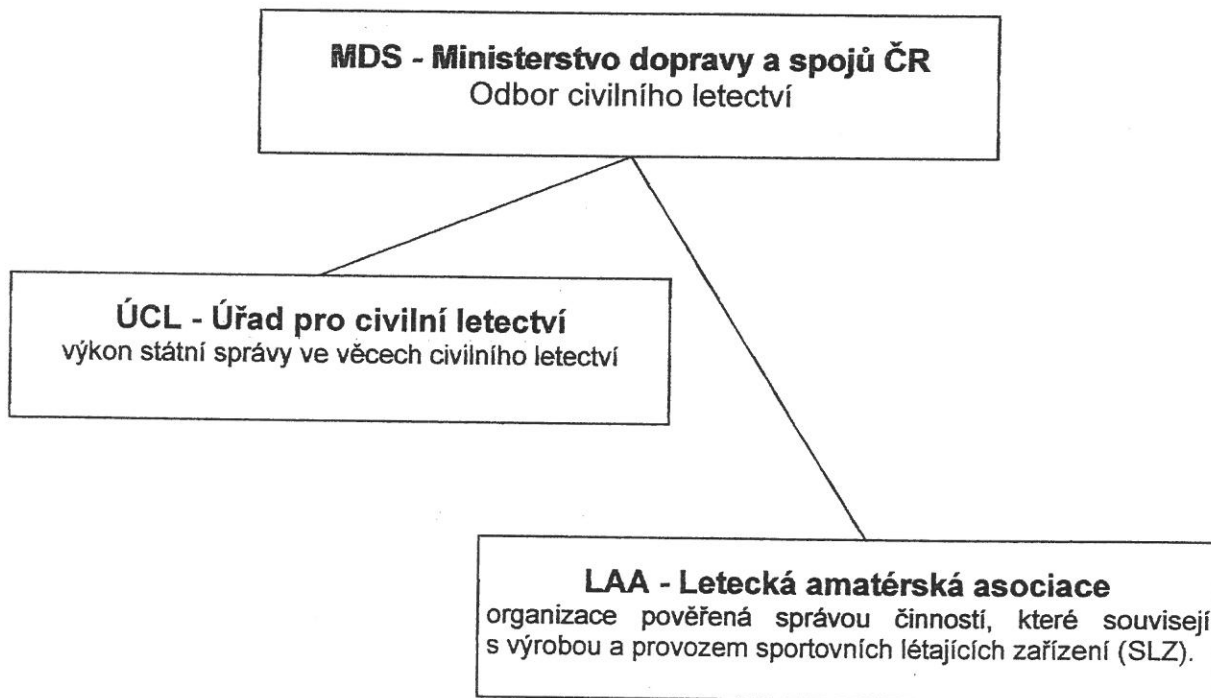 MDS - Ministerstvo dopravy a spojů ČR
Odbor civilního letectví
ÚCL - Úřad pro civilní letectví
výkon státní správy ve věcech civilního letectví
LAA - Letecká amatérská asociace
organizace pověřená správou činností, které souvisejí
s výrobou a provozem sportovních létajících zařízení (SLZ).